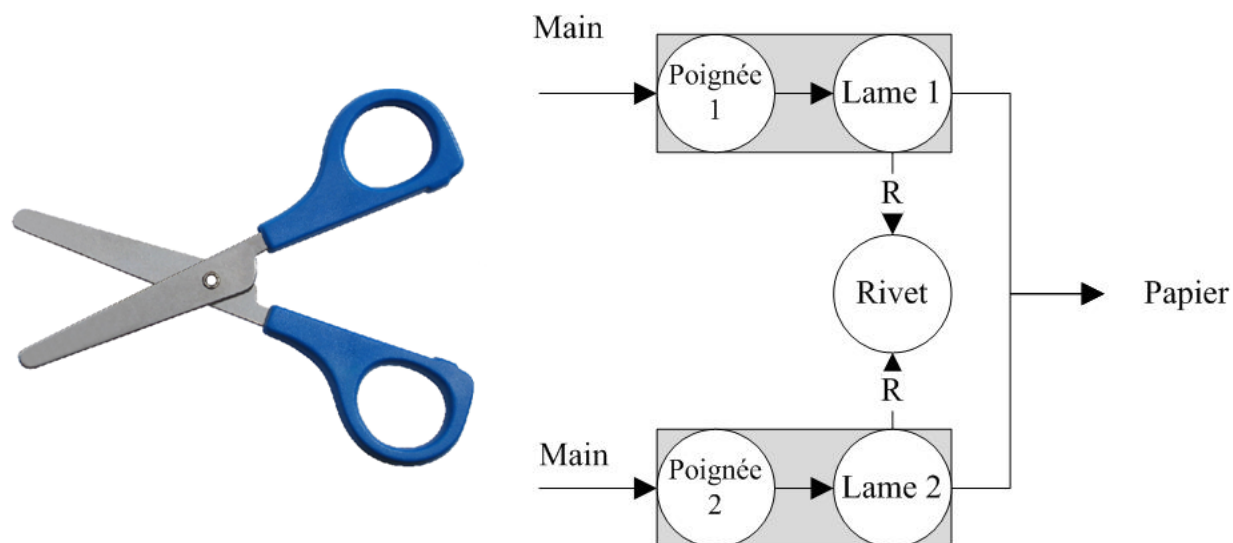 Main
Poignée
1
Lame 1
R
Rivet
Papier
R
Main
Poignée
2
Lame 2